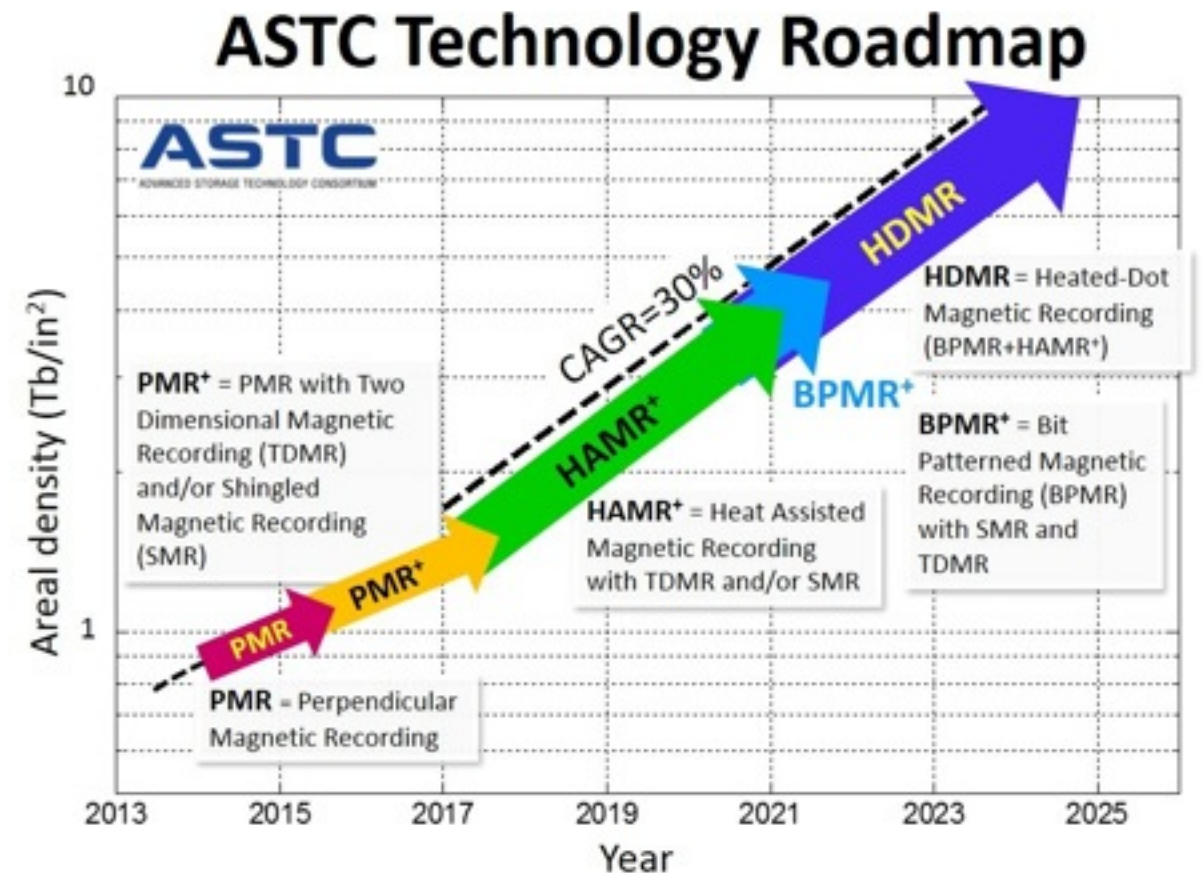 ASTC Technology Roadmap
10
ASTC
ADVANCED STORAGE TECHNOLOGY CONSORTIUM
Areal density (Tb/in²)
1
CAGR=30%
PMR
PMR⁺
HAMR⁺
BPMR⁺
HDMR
PMR⁺ = PMR with Two
Dimensional Magnetic
Recording (TDMR)
and/or Shingled
Magnetic Recording
(SMR)
HDMR = Heated-Dot
Magnetic Recording
(BPMR+HAMR⁺)
BPMR⁺ = Bit
Patterned Magnetic
Recording (BPMR)
with SMR and
TDMR
HAMR⁺ = Heat Assisted
Magnetic Recording
with TDMR and/or SMR
PMR = Perpendicular
Magnetic Recording
2013 2015 2017 2019 2021 2023 2025
Year